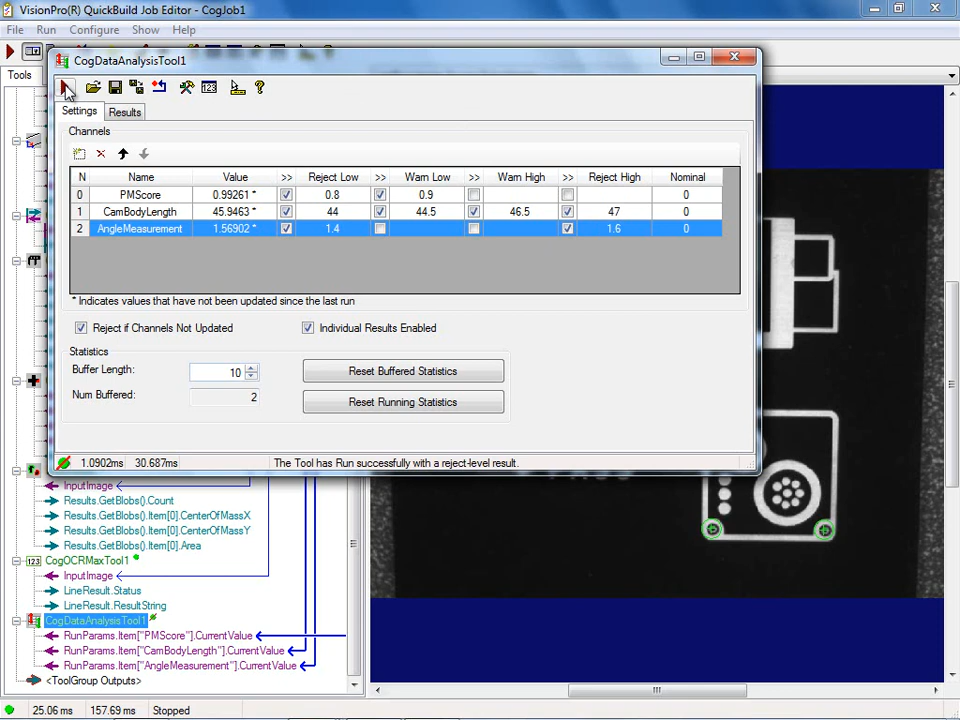 VisionPro(R) QuickBuild Job Editor - CogJob1
File Run Configure Show Help
Tools
CogDataAnalysisTool1
Settings Results
Channels
N Name Value >> Reject Low >> Warn Low >> Warn High >> Reject High Nominal
0 PMScore 0.99261 * 0.8 0.9 0
1 CamBodyLength 45.9463 * 44 44.5 46.5 47 0
2 AngleMeasurement 1.56902 * 1.4 1.6 0
* Indicates values that have not been updated since the last run
Reject if Channels Not Updated Individual Results Enabled
Statistics
Buffer Length: 10 Reset Buffered Statistics
Num Buffered: 2 Reset Running Statistics
1.0902ms 30.687ms The Tool has Run successfully with a reject-level result.
InputImage
Results.GetBlobs().Count
Results.GetBlobs().Item[0].CenterOfMassX
Results.GetBlobs().Item[0].CenterOfMassY
Results.GetBlobs().Item[0].Area
CogOCRMaxTool1
InputImage
LineResult.Status
LineResult.ResultString
CogDataAnalysisTool1
RunParams.Item["PMScore"].CurrentValue
RunParams.Item["CamBodyLength"].CurrentValue
RunParams.Item["AngleMeasurement"].CurrentValue
<ToolGroup Outputs>
25.06 ms 157.69 ms Stopped